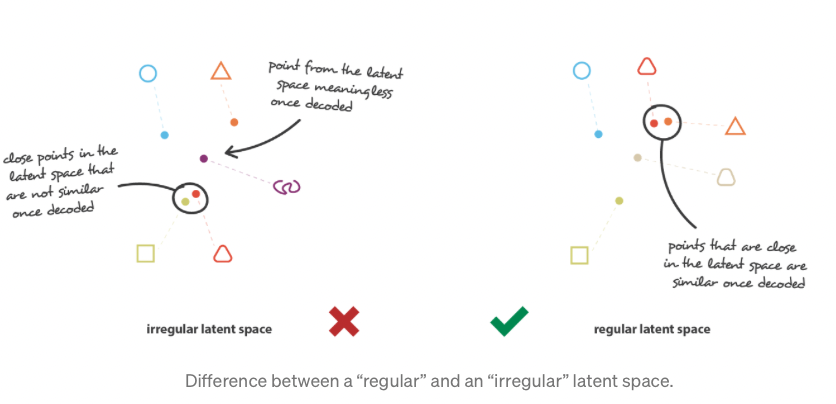 point from the latent
space meaningless
once decoded
close points in the
latent space that
are not similar
once decoded
points that are close
in the latent space are
similar once decoded
irregular latent space
regular latent space
Difference between a “regular” and an “irregular” latent space.